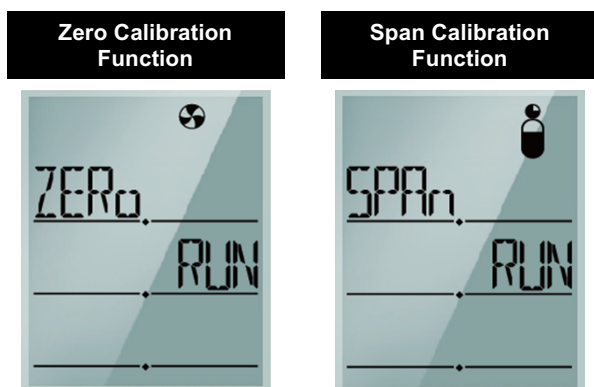 Zero Calibration
Function
Span Calibration
Function
ZERo
RUN
SPAn
RUN